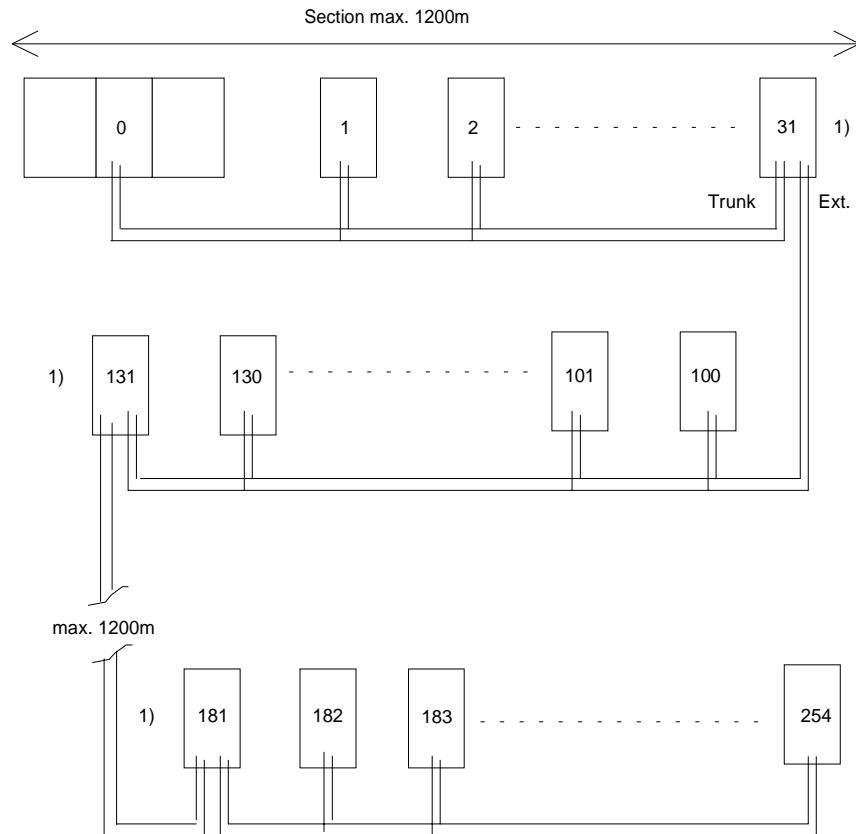 Section max. 1200m
0 1 2 31 1)
Trunk Ext.
1) 131 130 101 100
max. 1200m
1) 181 182 183 254